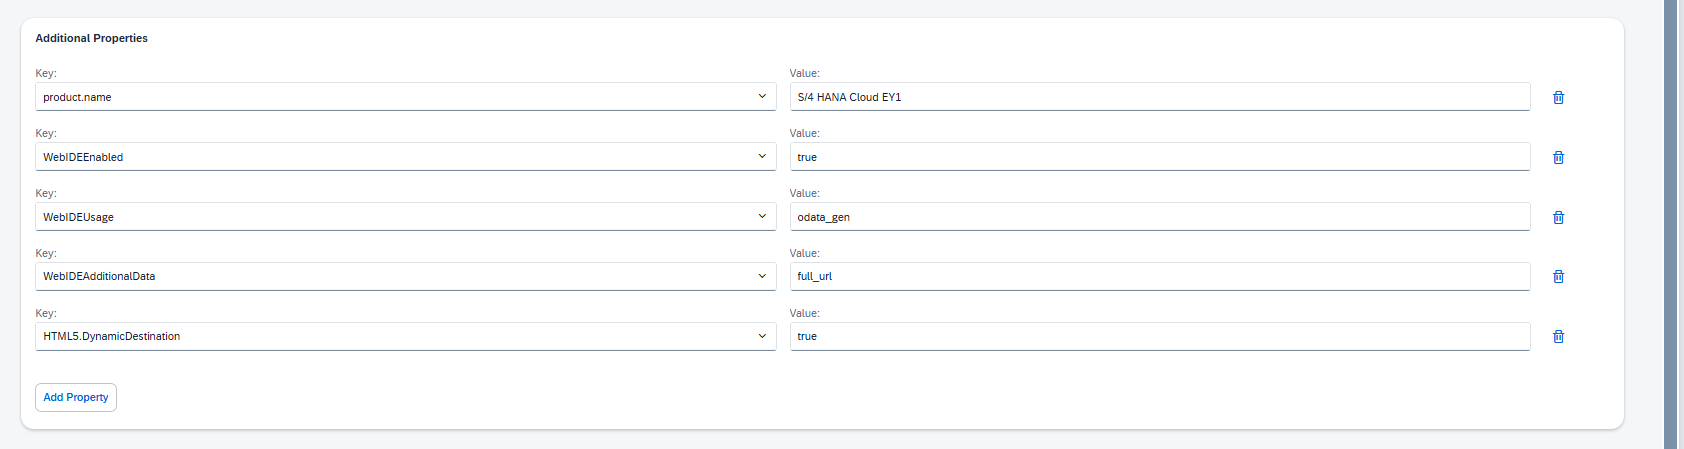 Additional Properties
Key: Value:
product.name S/4 HANA Cloud EY1
Key: Value:
WebIDEEnabled true
Key: Value:
WebIDEUsage odata_gen
Key: Value:
WebIDEAdditionalData full_url
Key: Value:
HTML5.DynamicDestination true
Add Property